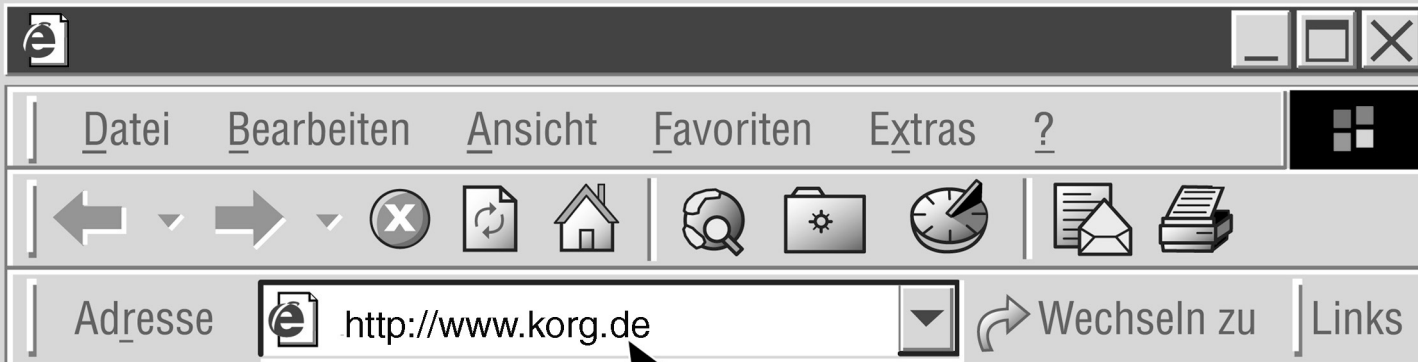 Datei Bearbeiten Ansicht Favoriten Extras ?
Adresse http://www.korg.de Wechseln zu Links